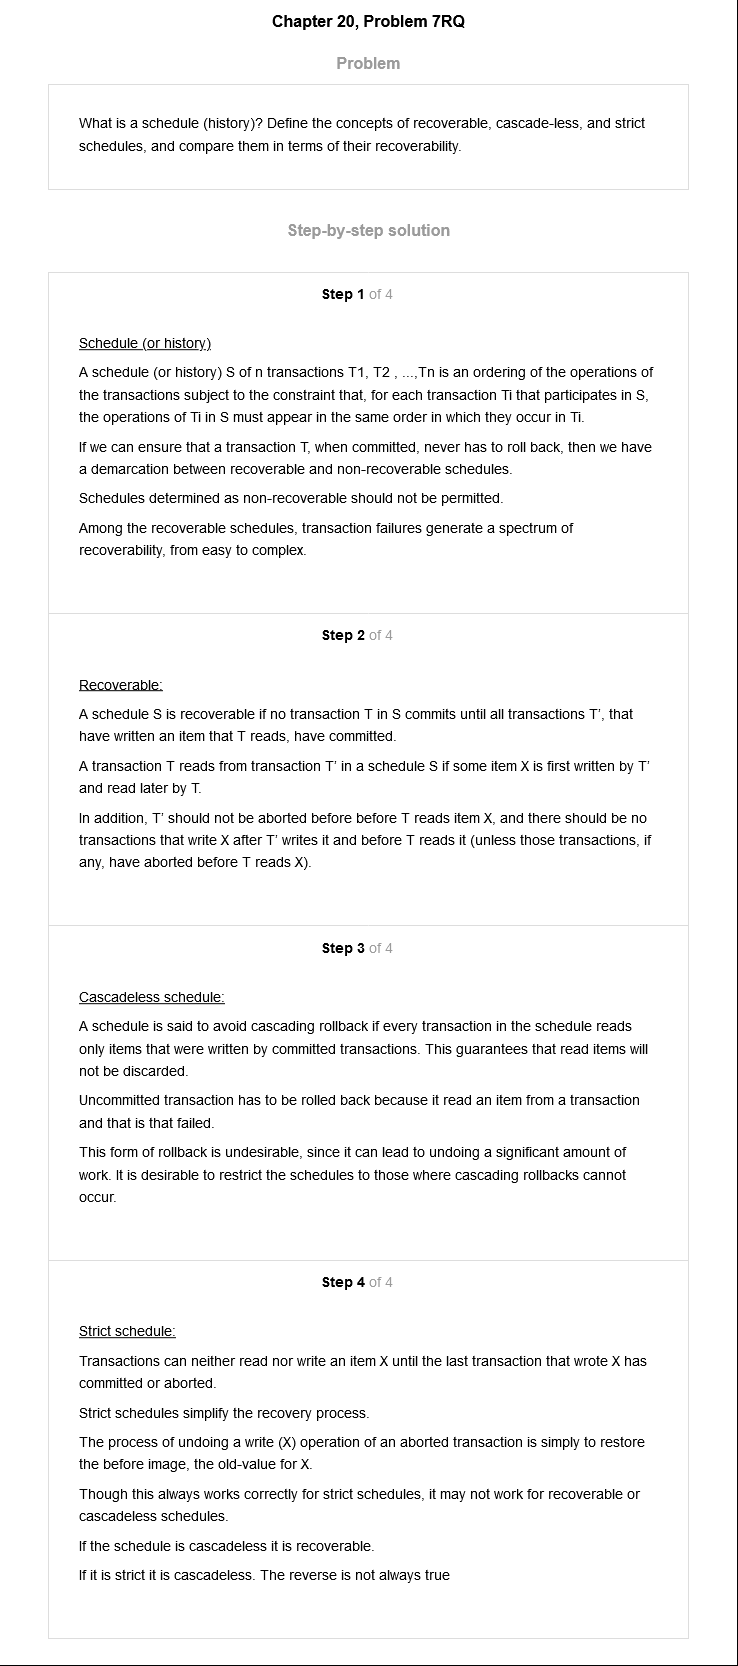 Chapter 20, Problem 7RQ
Problem
What is a schedule (history)? Define the concepts of recoverable, cascade-less, and strict
schedules, and compare them in terms of their recoverability.
Step-by-step solution
Step 1 of 4
Schedule (or history)
A schedule (or history) S of n transactions T1, T2 , ...,Tn is an ordering of the operations of
the transactions subject to the constraint that, for each transaction Ti that participates in S,
the operations of Ti in S must appear in the same order in which they occur in Ti.
If we can ensure that a transaction T, when committed, never has to roll back, then we have
a demarcation between recoverable and non-recoverable schedules.
Schedules determined as non-recoverable should not be permitted.
Among the recoverable schedules, transaction failures generate a spectrum of
recoverability, from easy to complex.
Step 2 of 4
Recoverable:
A schedule S is recoverable if no transaction T in S commits until all transactions T’, that
have written an item that T reads, have committed.
A transaction T reads from transaction T’ in a schedule S if some item X is first written by T’
and read later by T.
In addition, T’ should not be aborted before before T reads item X, and there should be no
transactions that write X after T’ writes it and before T reads it (unless those transactions, if
any, have aborted before T reads X).
Step 3 of 4
Cascadeless schedule:
A schedule is said to avoid cascading rollback if every transaction in the schedule reads
only items that were written by committed transactions. This guarantees that read items will
not be discarded.
Uncommitted transaction has to be rolled back because it read an item from a transaction
and that is that failed.
This form of rollback is undesirable, since it can lead to undoing a significant amount of
work. It is desirable to restrict the schedules to those where cascading rollbacks cannot
occur.
Step 4 of 4
Strict schedule:
Transactions can neither read nor write an item X until the last transaction that wrote X has
committed or aborted.
Strict schedules simplify the recovery process.
The process of undoing a write (X) operation of an aborted transaction is simply to restore
the before image, the old-value for X.
Though this always works correctly for strict schedules, it may not work for recoverable or
cascadeless schedules.
If the schedule is cascadeless it is recoverable.
If it is strict it is cascadeless. The reverse is not always true